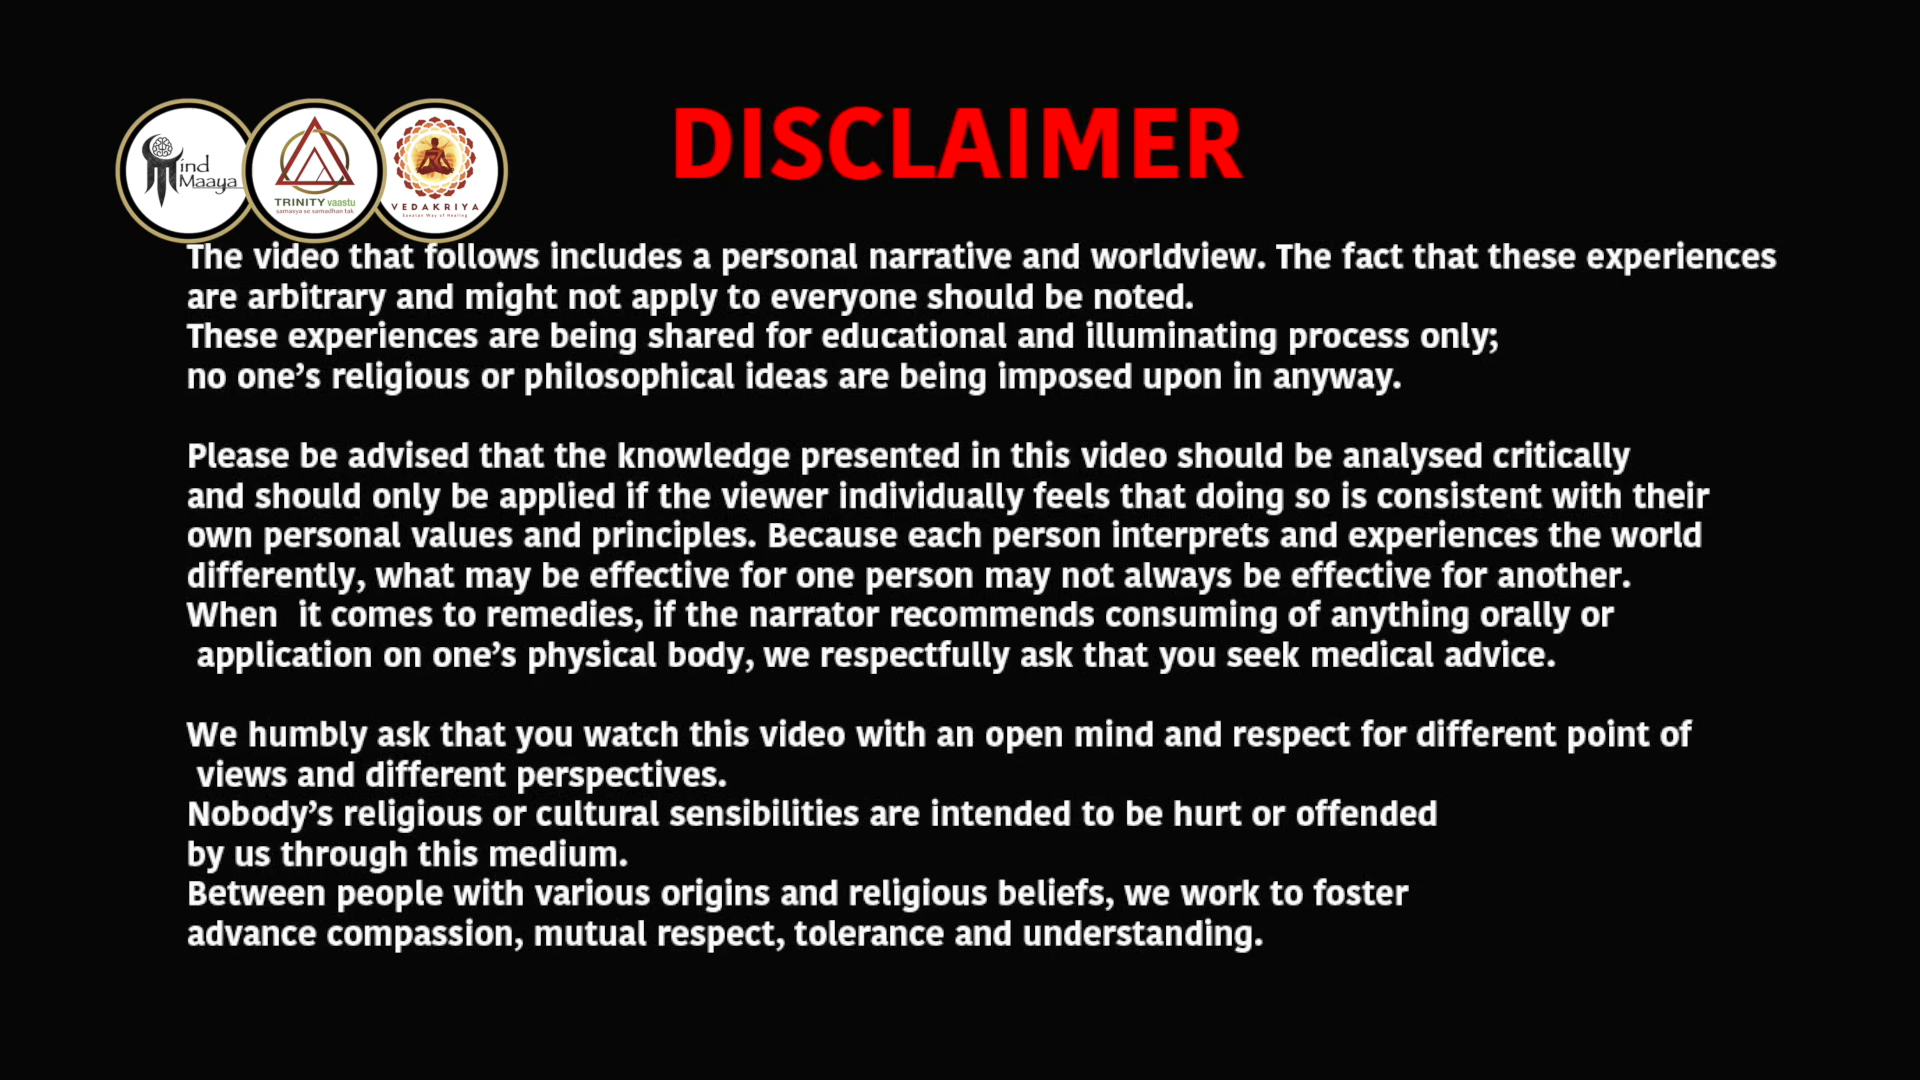 DISCLAIMER
ind
Maaya
TRINITY vaastu
samasya se samadhan tak
VEDAKRIYA
Sanatan Way of Healing
The video that follows includes a personal narrative and worldview. The fact that these experiences
are arbitrary and might not apply to everyone should be noted.
These experiences are being shared for educational and illuminating process only;
no one’s religious or philosophical ideas are being imposed upon in anyway.
Please be advised that the knowledge presented in this video should be analysed critically
and should only be applied if the viewer individually feels that doing so is consistent with their
own personal values and principles. Because each person interprets and experiences the world
differently, what may be effective for one person may not always be effective for another.
When it comes to remedies, if the narrator recommends consuming of anything orally or
application on one’s physical body, we respectfully ask that you seek medical advice.
We humbly ask that you watch this video with an open mind and respect for different point of
views and different perspectives.
Nobody’s religious or cultural sensibilities are intended to be hurt or offended
by us through this medium.
Between people with various origins and religious beliefs, we work to foster
advance compassion, mutual respect, tolerance and understanding.